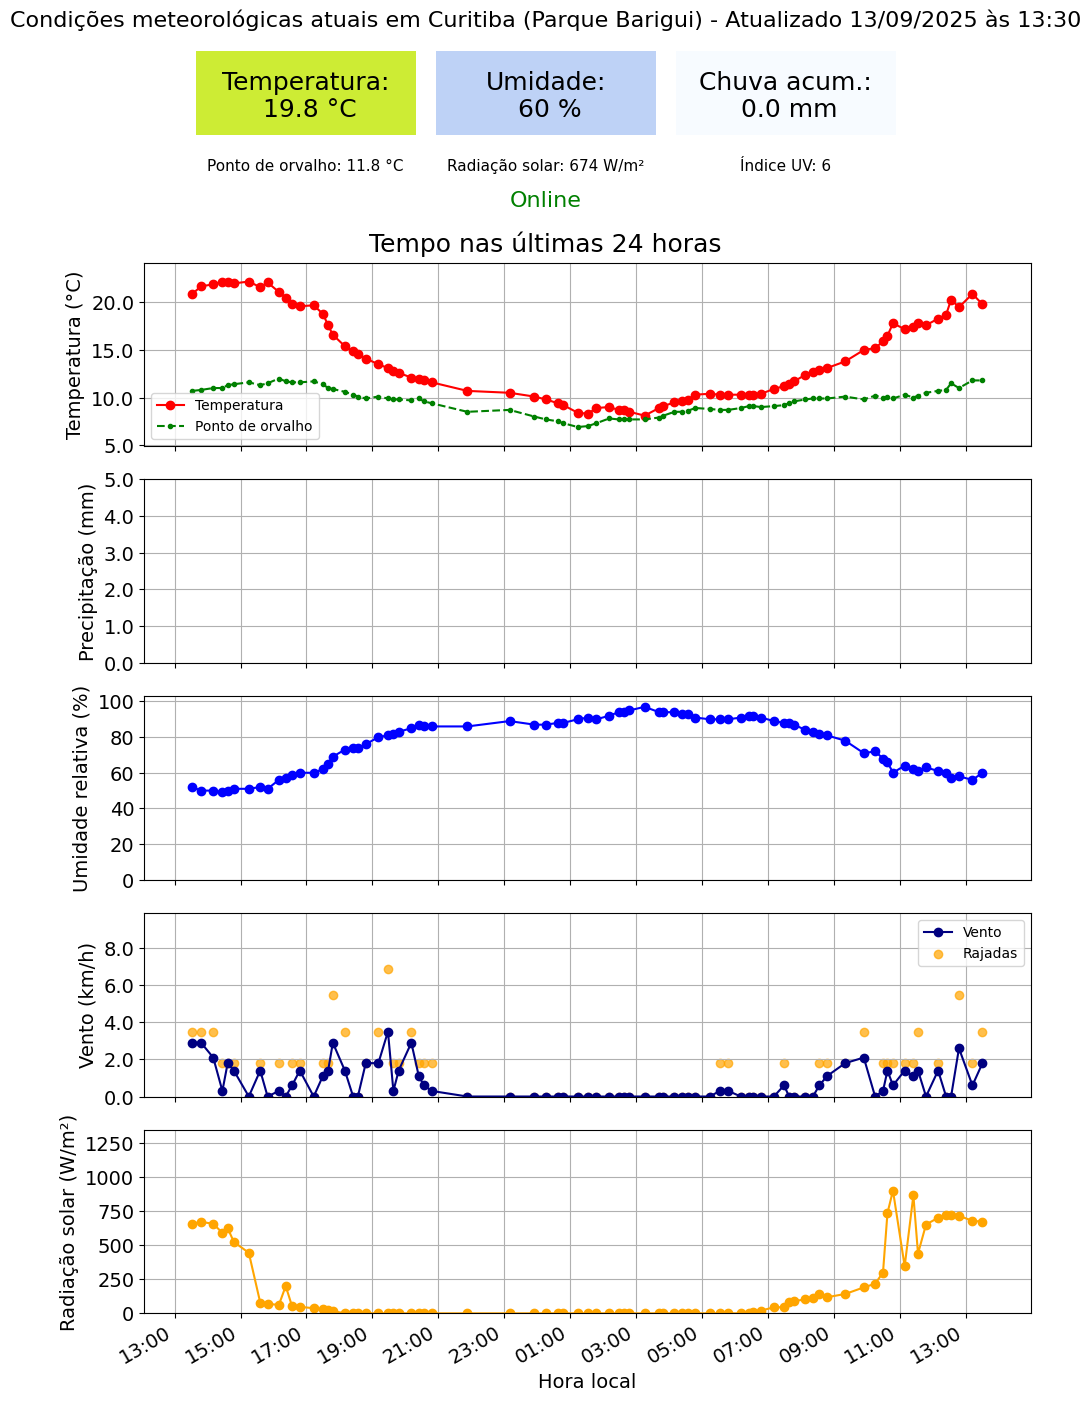 Condições meteorológicas atuais em Curitiba (Parque Barigui) - Atualizado 13/09/2025 às 13:30
Temperatura:
19.8 °C
Umidade:
60 %
Chuva acum.:
0.0 mm
Ponto de orvalho: 11.8 °C
Radiação solar: 674 W/m²
Índice UV: 6
Online
Tempo nas últimas 24 horas
Temperatura (°C)
20.0
15.0
10.0
5.0
Temperatura
Ponto de orvalho
Precipitação (mm)
5.0
4.0
3.0
2.0
1.0
0.0
Umidade relativa (%)
100
80
60
40
20
0
Vento (km/h)
8.0
6.0
4.0
2.0
0.0
Vento
Rajadas
Radiação solar (W/m²)
1250
1000
750
500
250
0
13:00
15:00
17:00
19:00
21:00
23:00
01:00
03:00
05:00
07:00
09:00
11:00
13:00
Hora local